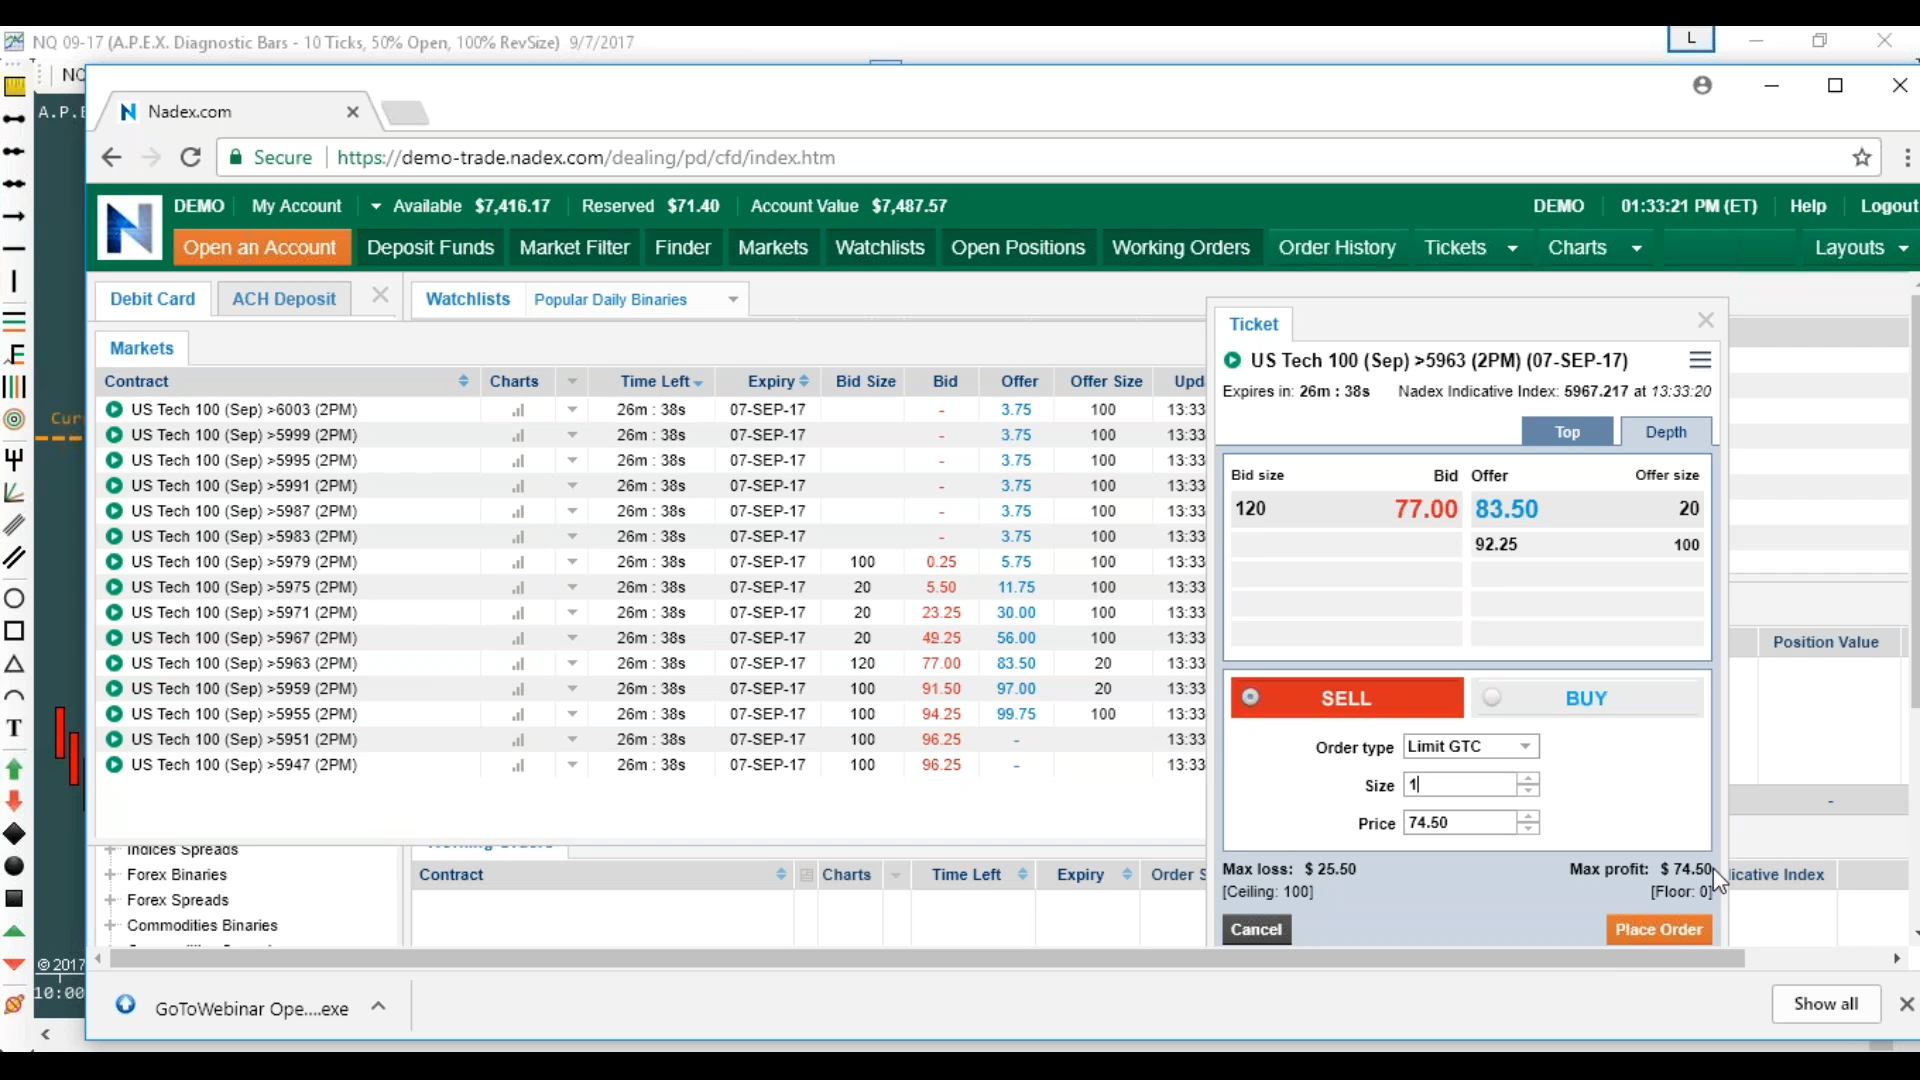 NQ 09-17 (A.P.E.X. Diagnostic Bars - 10 Ticks, 50% Open, 100% RevSize) 9/7/2017
L
NQ
A.P.E
Nadex.com
Secure https://demo-trade.nadex.com/dealing/pd/cfd/index.htm
DEMO My Account Available $7,416.17 Reserved $71.40 Account Value $7,487.57 DEMO 01:33:21 PM (ET) Help Logout
Open an Account Deposit Funds Market Filter Finder Markets Watchlists Open Positions Working Orders Order History Tickets Charts Layouts
Debit Card ACH Deposit Watchlists Popular Daily Binaries
Markets
Contract Charts Time Left Expiry Bid Size Bid Offer Offer Size Upd
US Tech 100 (Sep) >6003 (2PM) 26m : 38s 07-SEP-17 - 3.75 100 13:33
US Tech 100 (Sep) >5999 (2PM) 26m : 38s 07-SEP-17 - 3.75 100 13:33
US Tech 100 (Sep) >5995 (2PM) 26m : 38s 07-SEP-17 - 3.75 100 13:33
US Tech 100 (Sep) >5991 (2PM) 26m : 38s 07-SEP-17 - 3.75 100 13:33
US Tech 100 (Sep) >5987 (2PM) 26m : 38s 07-SEP-17 - 3.75 100 13:33
US Tech 100 (Sep) >5983 (2PM) 26m : 38s 07-SEP-17 - 3.75 100 13:33
US Tech 100 (Sep) >5979 (2PM) 26m : 38s 07-SEP-17 100 0.25 5.75 100 13:33
US Tech 100 (Sep) >5975 (2PM) 26m : 38s 07-SEP-17 20 5.50 11.75 100 13:33
US Tech 100 (Sep) >5971 (2PM) 26m : 38s 07-SEP-17 20 23.25 30.00 100 13:33
US Tech 100 (Sep) >5967 (2PM) 26m : 38s 07-SEP-17 20 49.25 56.00 100 13:33
US Tech 100 (Sep) >5963 (2PM) 26m : 38s 07-SEP-17 120 77.00 83.50 20 13:33
US Tech 100 (Sep) >5959 (2PM) 26m : 38s 07-SEP-17 100 91.50 97.00 20 13:33
US Tech 100 (Sep) >5955 (2PM) 26m : 38s 07-SEP-17 100 94.25 99.75 100 13:33
US Tech 100 (Sep) >5951 (2PM) 26m : 38s 07-SEP-17 100 96.25 - 13:33
US Tech 100 (Sep) >5947 (2PM) 26m : 38s 07-SEP-17 100 96.25 - 13:33
Ticket
US Tech 100 (Sep) >5963 (2PM) (07-SEP-17)
Expires in: 26m : 38s Nadex Indicative Index: 5967.217 at 13:33:20
Top Depth
Bid size Bid Offer Offer size
120 77.00 83.50 20
92.25 100
SELL BUY
Order type Limit GTC
Size 1
Price 74.50
Max loss: $ 25.50 Max profit: $ 74.50
[Ceiling: 100] [Floor: 0]
Cancel Place Order
Position Value
-
Indices Spreads
Forex Binaries
Forex Spreads
Commodities Binaries
Contract Charts Time Left Expiry Order S
icative Index
Curr
T
© 2017
10:00
GoToWebinar Ope....exe
Show all